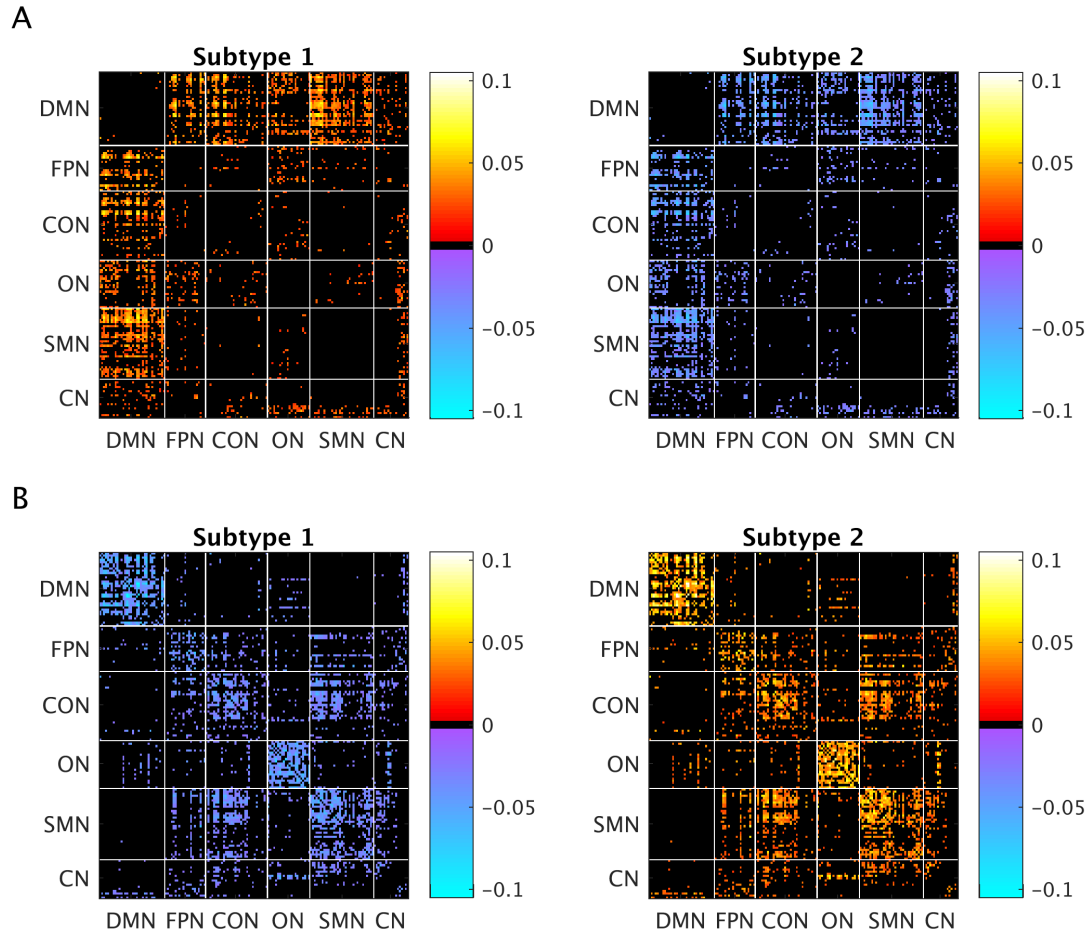 A
Subtype 1
Subtype 2
DMN
FPN
CON
ON
SMN
CN
0.1
0.05
0
−0.05
−0.1
DMN
FPN
CON
ON
SMN
CN
0.1
0.05
0
−0.05
−0.1
DMN FPN CON ON SMN CN
DMN FPN CON ON SMN CN
B
Subtype 1
Subtype 2
DMN
FPN
CON
ON
SMN
CN
0.1
0.05
0
−0.05
−0.1
DMN
FPN
CON
ON
SMN
CN
0.1
0.05
0
−0.05
−0.1
DMN FPN CON ON SMN CN
DMN FPN CON ON SMN CN